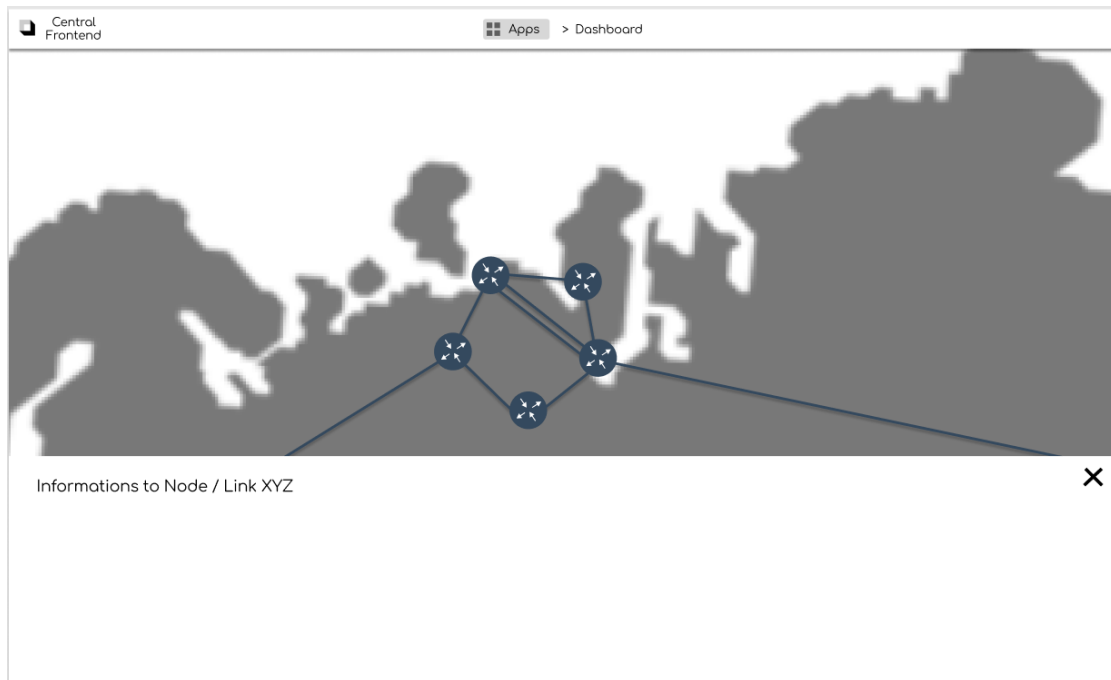 Central
Frontend
Apps > Dashboard
Informations to Node / Link XYZ